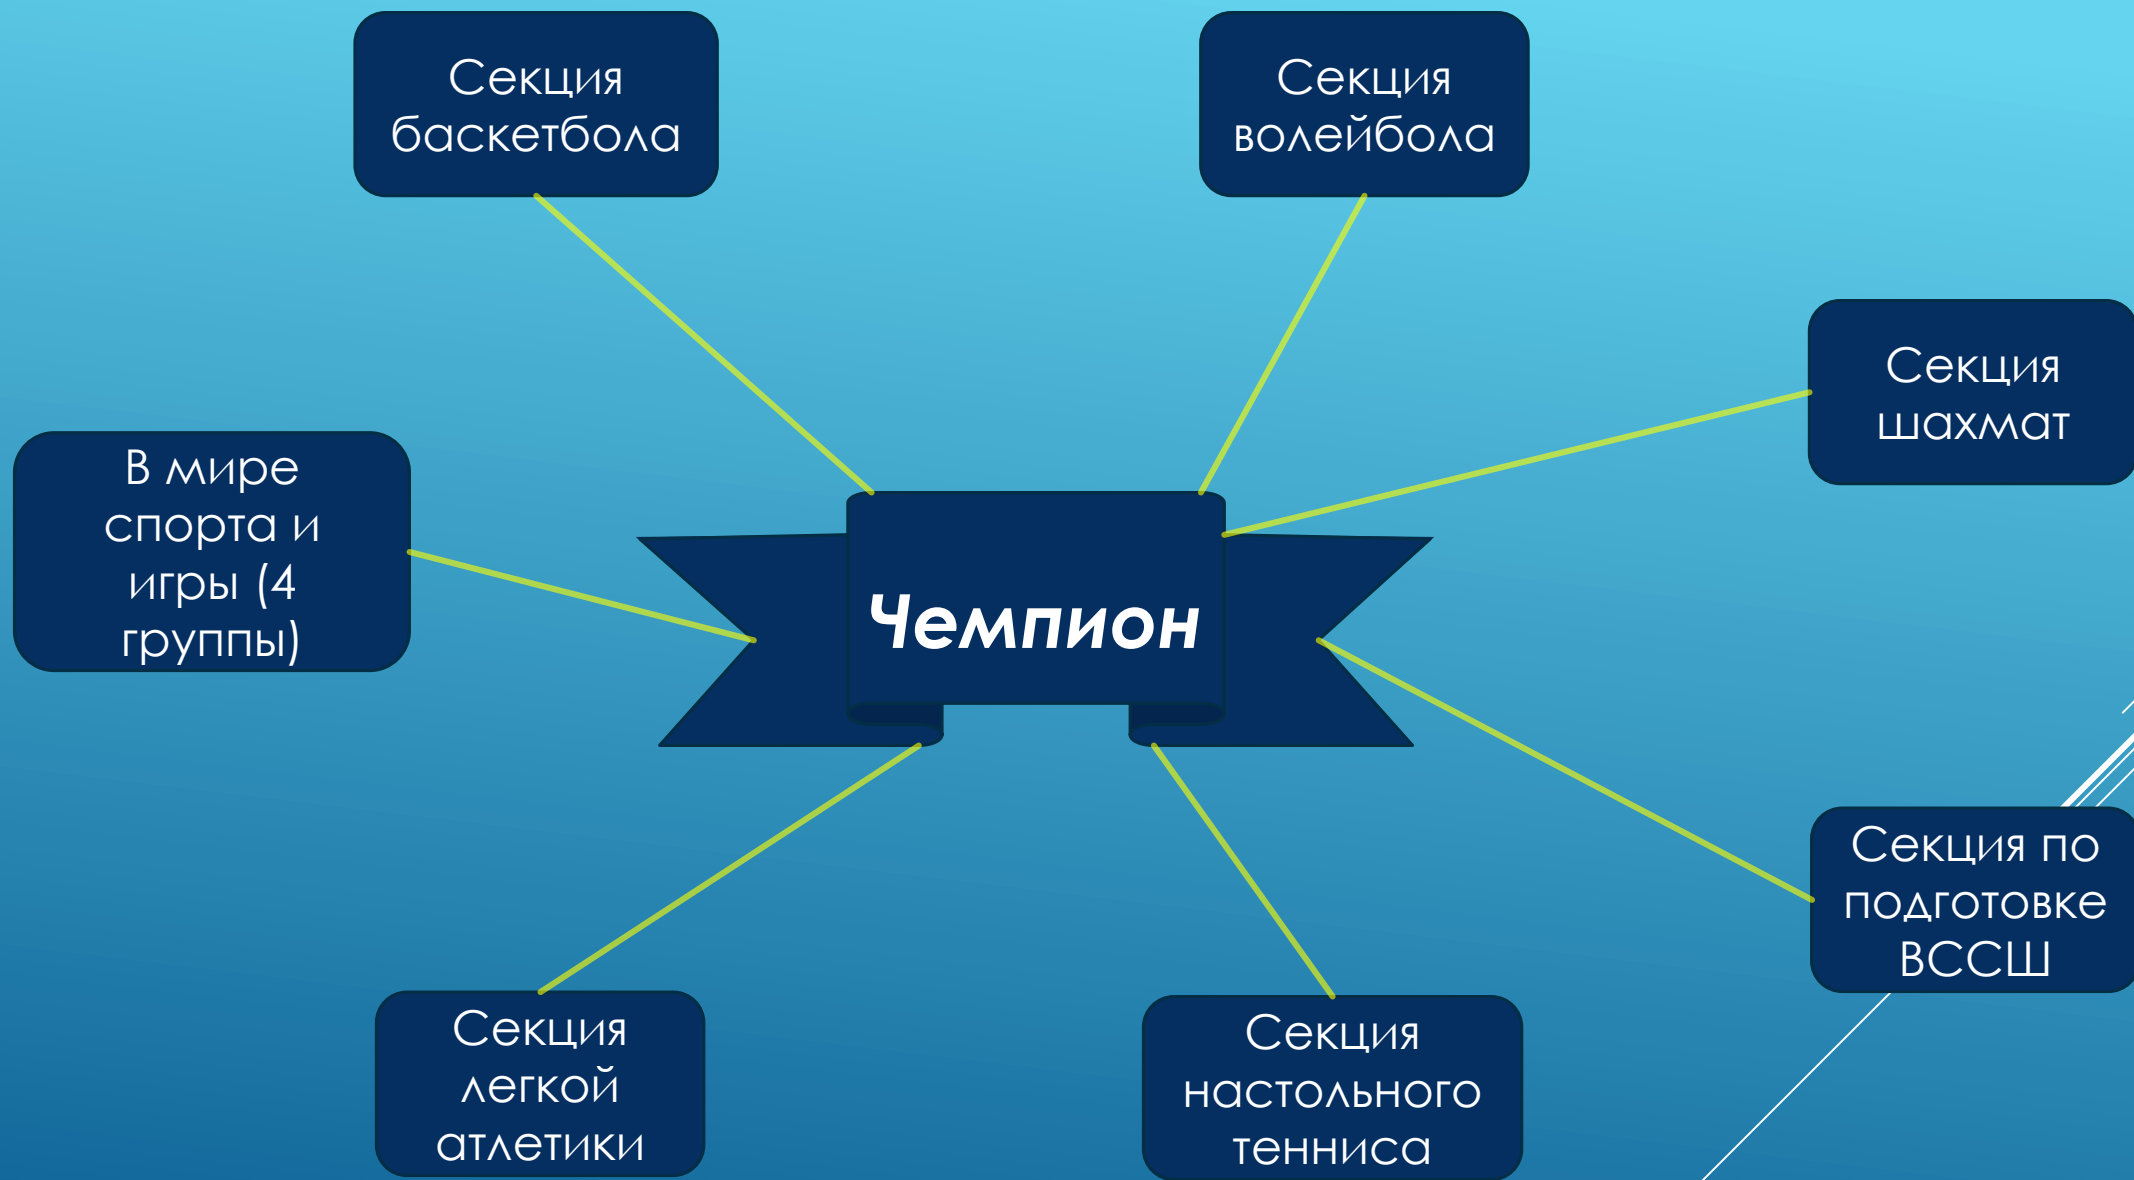 Секция
баскетбола
Секция
волейбола
Секция
шахмат
В мире
спорта и
игры (4
группы)
Чемпион
Секция по
подготовке
ВССШ
Секция
легкой
атлетики
Секция
настольного
тенниса